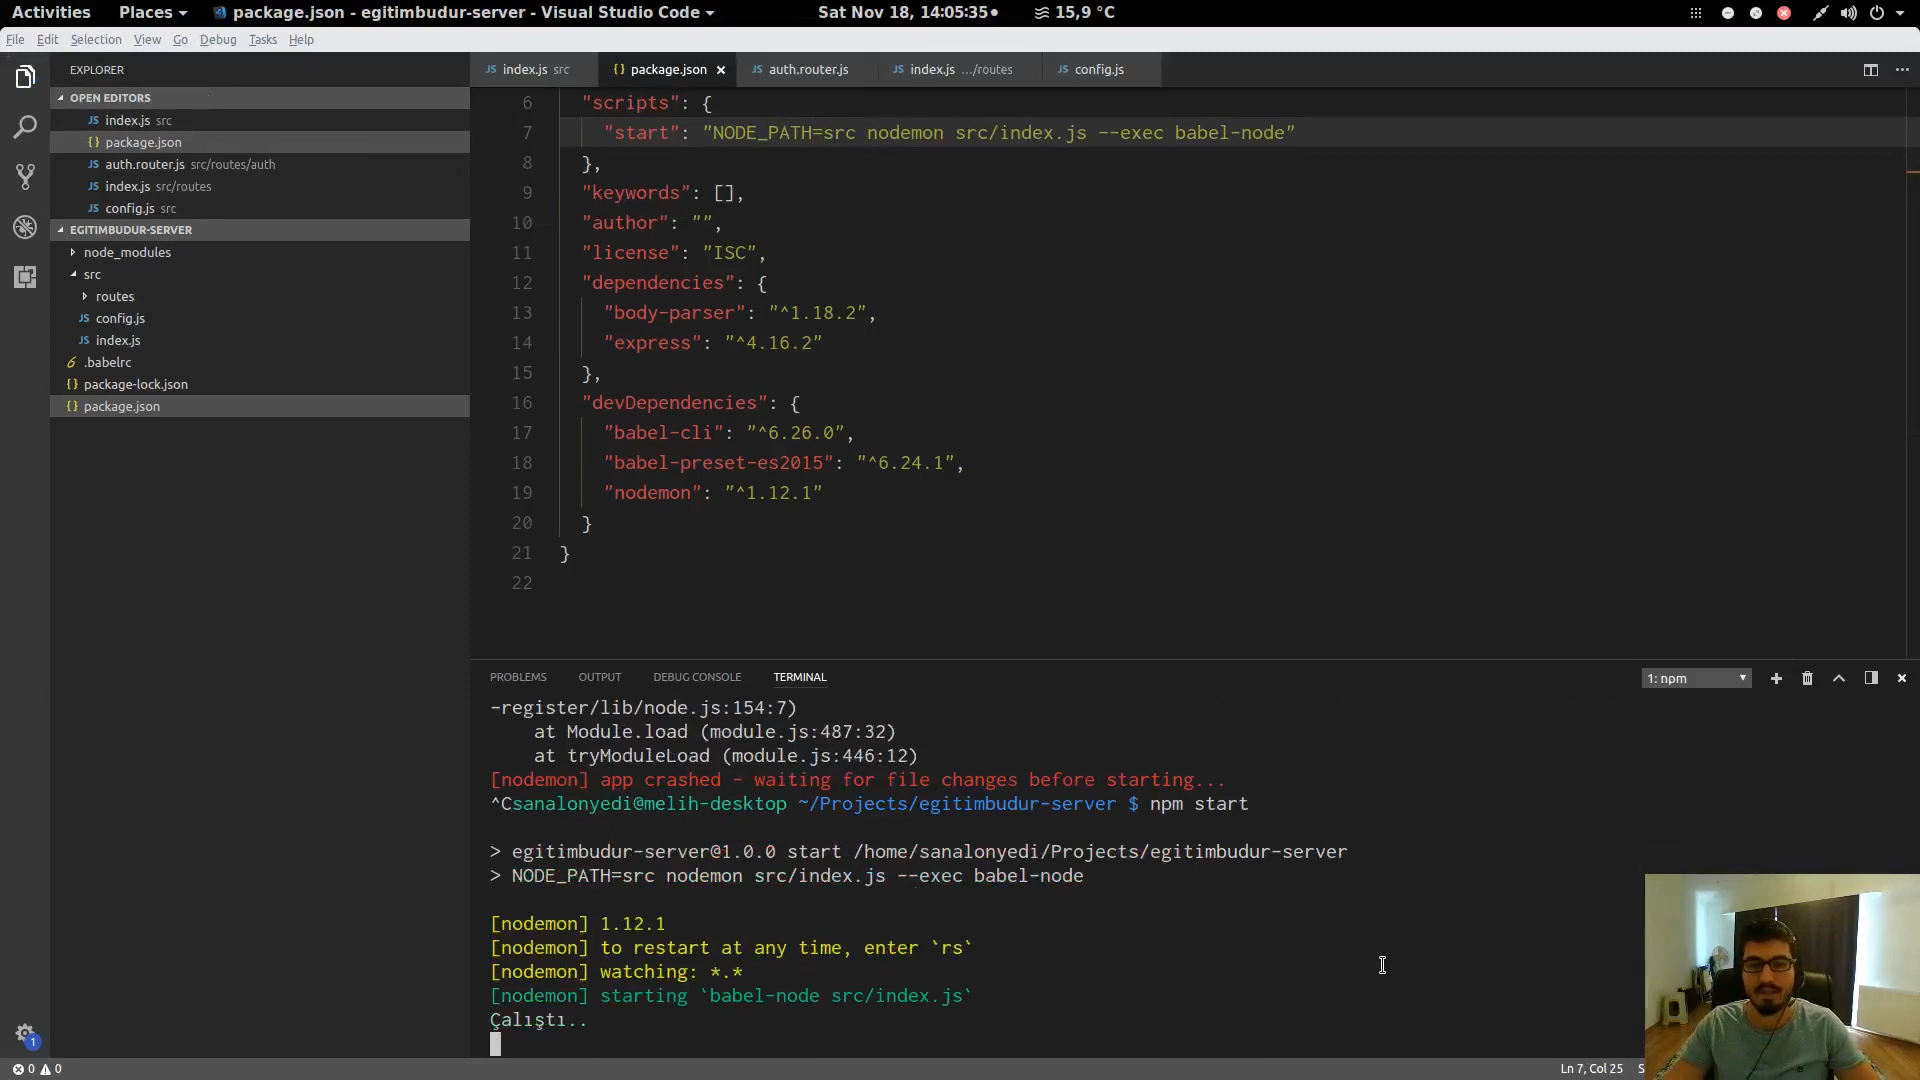 Activities Places package.json - egitimbudur-server - Visual Studio Code Sat Nov 18, 14:05:35 15,9 °C
File Edit Selection View Go Debug Tasks Help
EXPLORER
OPEN EDITORS
index.js src
package.json
auth.router.js src/routes/auth
index.js src/routes
config.js src
EGITIMBUDUR-SERVER
node_modules
src
routes
config.js
index.js
.babelrc
package-lock.json
package.json
index.js src package.json auth.router.js index.js .../routes config.js
6 "scripts": {
7 "start": "NODE_PATH=src nodemon src/index.js --exec babel-node"
8 },
9 "keywords": [],
10 "author": "",
11 "license": "ISC",
12 "dependencies": {
13 "body-parser": "^1.18.2",
14 "express": "^4.16.2"
15 },
16 "devDependencies": {
17 "babel-cli": "^6.26.0",
18 "babel-preset-es2015": "^6.24.1",
19 "nodemon": "^1.12.1"
20 }
21 }
22
PROBLEMS OUTPUT DEBUG CONSOLE TERMINAL 1: npm
-register/lib/node.js:154:7)
at Module.load (module.js:487:32)
at tryModuleLoad (module.js:446:12)
[nodemon] app crashed - waiting for file changes before starting...
^Csanalonyedi@melih-desktop ~/Projects/egitimbudur-server $ npm start
> egitimbudur-server@1.0.0 start /home/sanalonyedi/Projects/egitimbudur-server
> NODE_PATH=src nodemon src/index.js --exec babel-node
[nodemon] 1.12.1
[nodemon] to restart at any time, enter `rs`
[nodemon] watching: *.*
[nodemon] starting `babel-node src/index.js`
Çalıştı..
1
0 0 Ln 7, Col 25 S